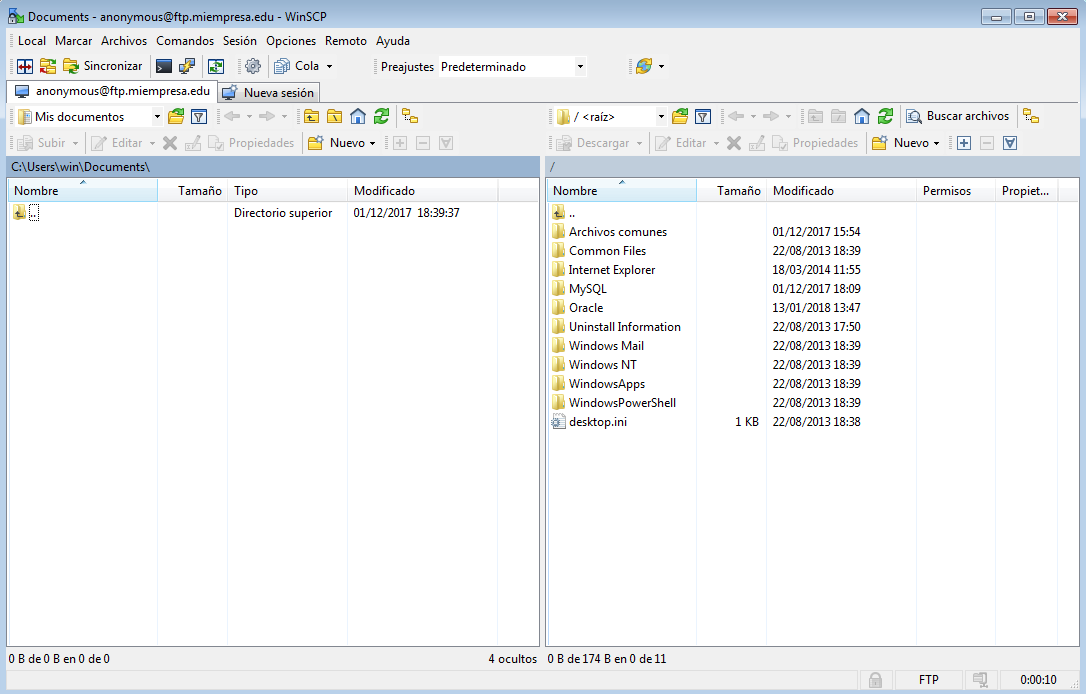 Documents - anonymous@ftp.miempresa.edu - WinSCP
Local Marcar Archivos Comandos Sesión Opciones Remoto Ayuda
Sincronizar Cola Preajustes Predeterminado
anonymous@ftp.miempresa.edu Nueva sesión
Mis documentos / <raíz> Buscar archivos
Subir Editar Propiedades Nuevo Descargar Editar Propiedades Nuevo
C:\Users\win\Documents\ /
Nombre Tamaño Tipo Modificado Nombre Tamaño Modificado Permisos Propiet...
.. Directorio superior 01/12/2017 18:39:37 ..
Archivos comunes 01/12/2017 15:54
Common Files 22/08/2013 18:39
Internet Explorer 18/03/2014 11:55
MySQL 01/12/2017 18:09
Oracle 13/01/2018 13:47
Uninstall Information 22/08/2013 17:50
Windows Mail 22/08/2013 18:39
Windows NT 22/08/2013 18:39
WindowsApps 22/08/2013 18:39
WindowsPowerShell 22/08/2013 18:39
desktop.ini 1 KB 22/08/2013 18:38
0 B de 0 B en 0 de 0 4 ocultos 0 B de 174 B en 0 de 11
FTP 0:00:10